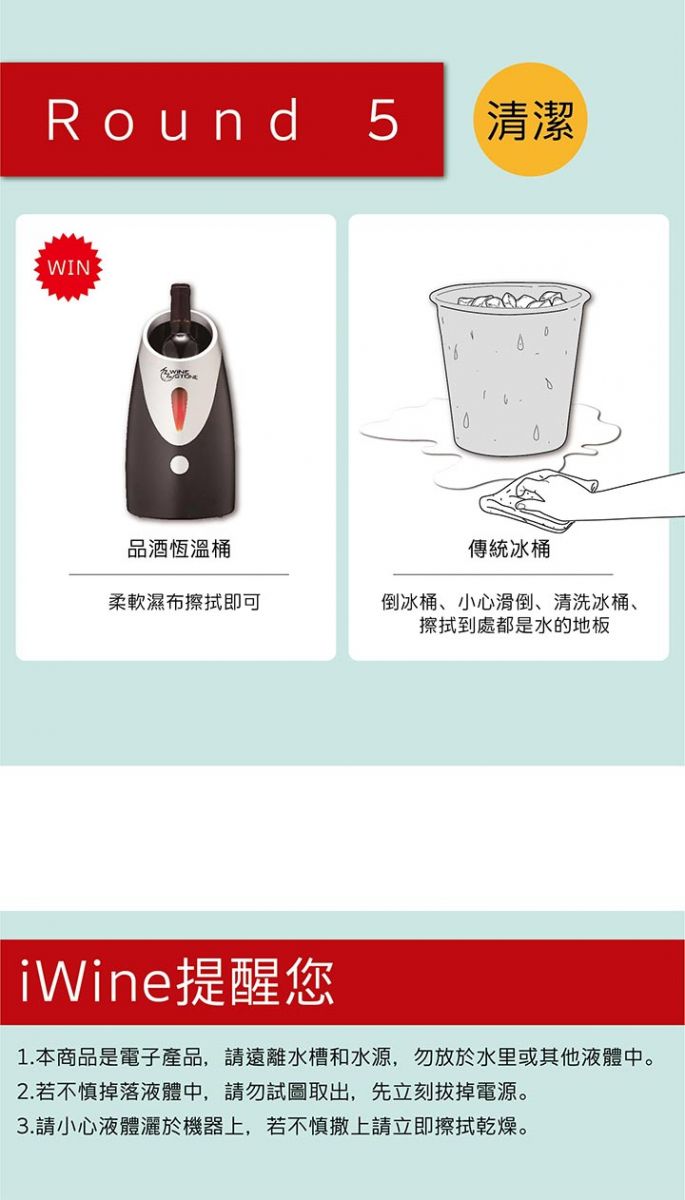 Round 5
清潔
WIN
WINE
STONE
品酒恆溫桶
柔軟濕布擦拭即可
傳統冰桶
倒冰桶、小心滑倒、清洗冰桶、
擦拭到處都是水的地板
iWine提醒您
1.本商品是電子產品，請遠離水槽和水源，勿放於水里或其他液體中。
2.若不慎掉落液體中，請勿試圖取出，先立刻拔掉電源。
3.請小心液體灑於機器上，若不慎撒上請立即擦拭乾燥。